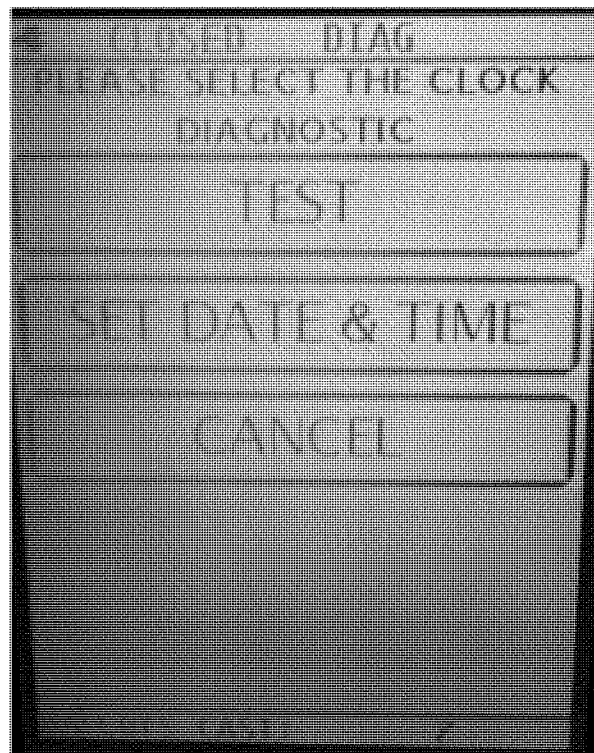 CLOSED DIAG
PLEASE SELECT THE CLOCK
DIAGNOSTIC
TEST
SET DATE & TIME
CANCEL